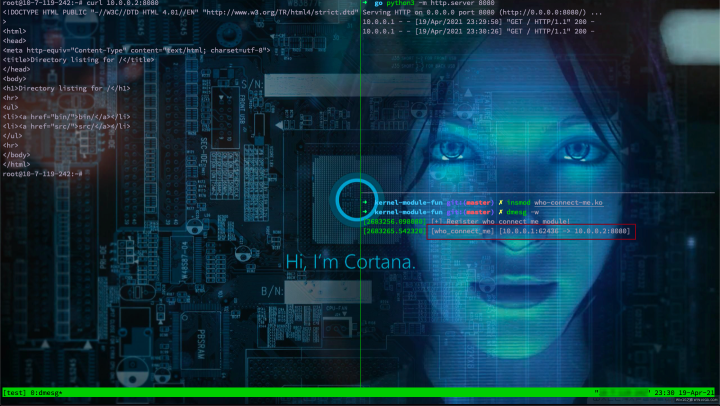 root@10-7-119-242:~# curl 10.0.0.2:8080
<!DOCTYPE HTML PUBLIC "-//W3C//DTD HTML 4.01//EN" "http://www.w3.org/TR/html4/strict.dtd"
>
<html>
<head>
<meta http-equiv="Content-Type" content="text/html; charset=utf-8">
<title>Directory listing for /</title>
</head>
<body>
<h1>Directory listing for /</h1>
<hr>
<ul>
<li><a href="bin/">bin/</a></li>
<li><a href="src/">src/</a></li>
</ul>
<hr>
</body>
</html>
root@10-7-119-242:~#
➜ go python3 -m http.server 8080
Serving HTTP on 0.0.0.0 port 8080 (http://0.0.0.0:8080/) ...
10.0.0.1 - - [19/Apr/2021 23:29:50] "GET / HTTP/1.1" 200 -
10.0.0.1 - - [19/Apr/2021 23:30:26] "GET / HTTP/1.1" 200 -
➜ kernel-module-fun git:(master) ✗ insmod who-connect-me.ko
➜ kernel-module-fun git:(master) ✗ dmesg -w
[+] Register who connect me module!
[who_connect_me] [10.0.0.1:62436 -> 10.0.0.2:8080]
S/N:
Hi, I'm Cortana.
B/N:
PBSRAM
[test] 0:dmesg*
23:30 19-Apr-21